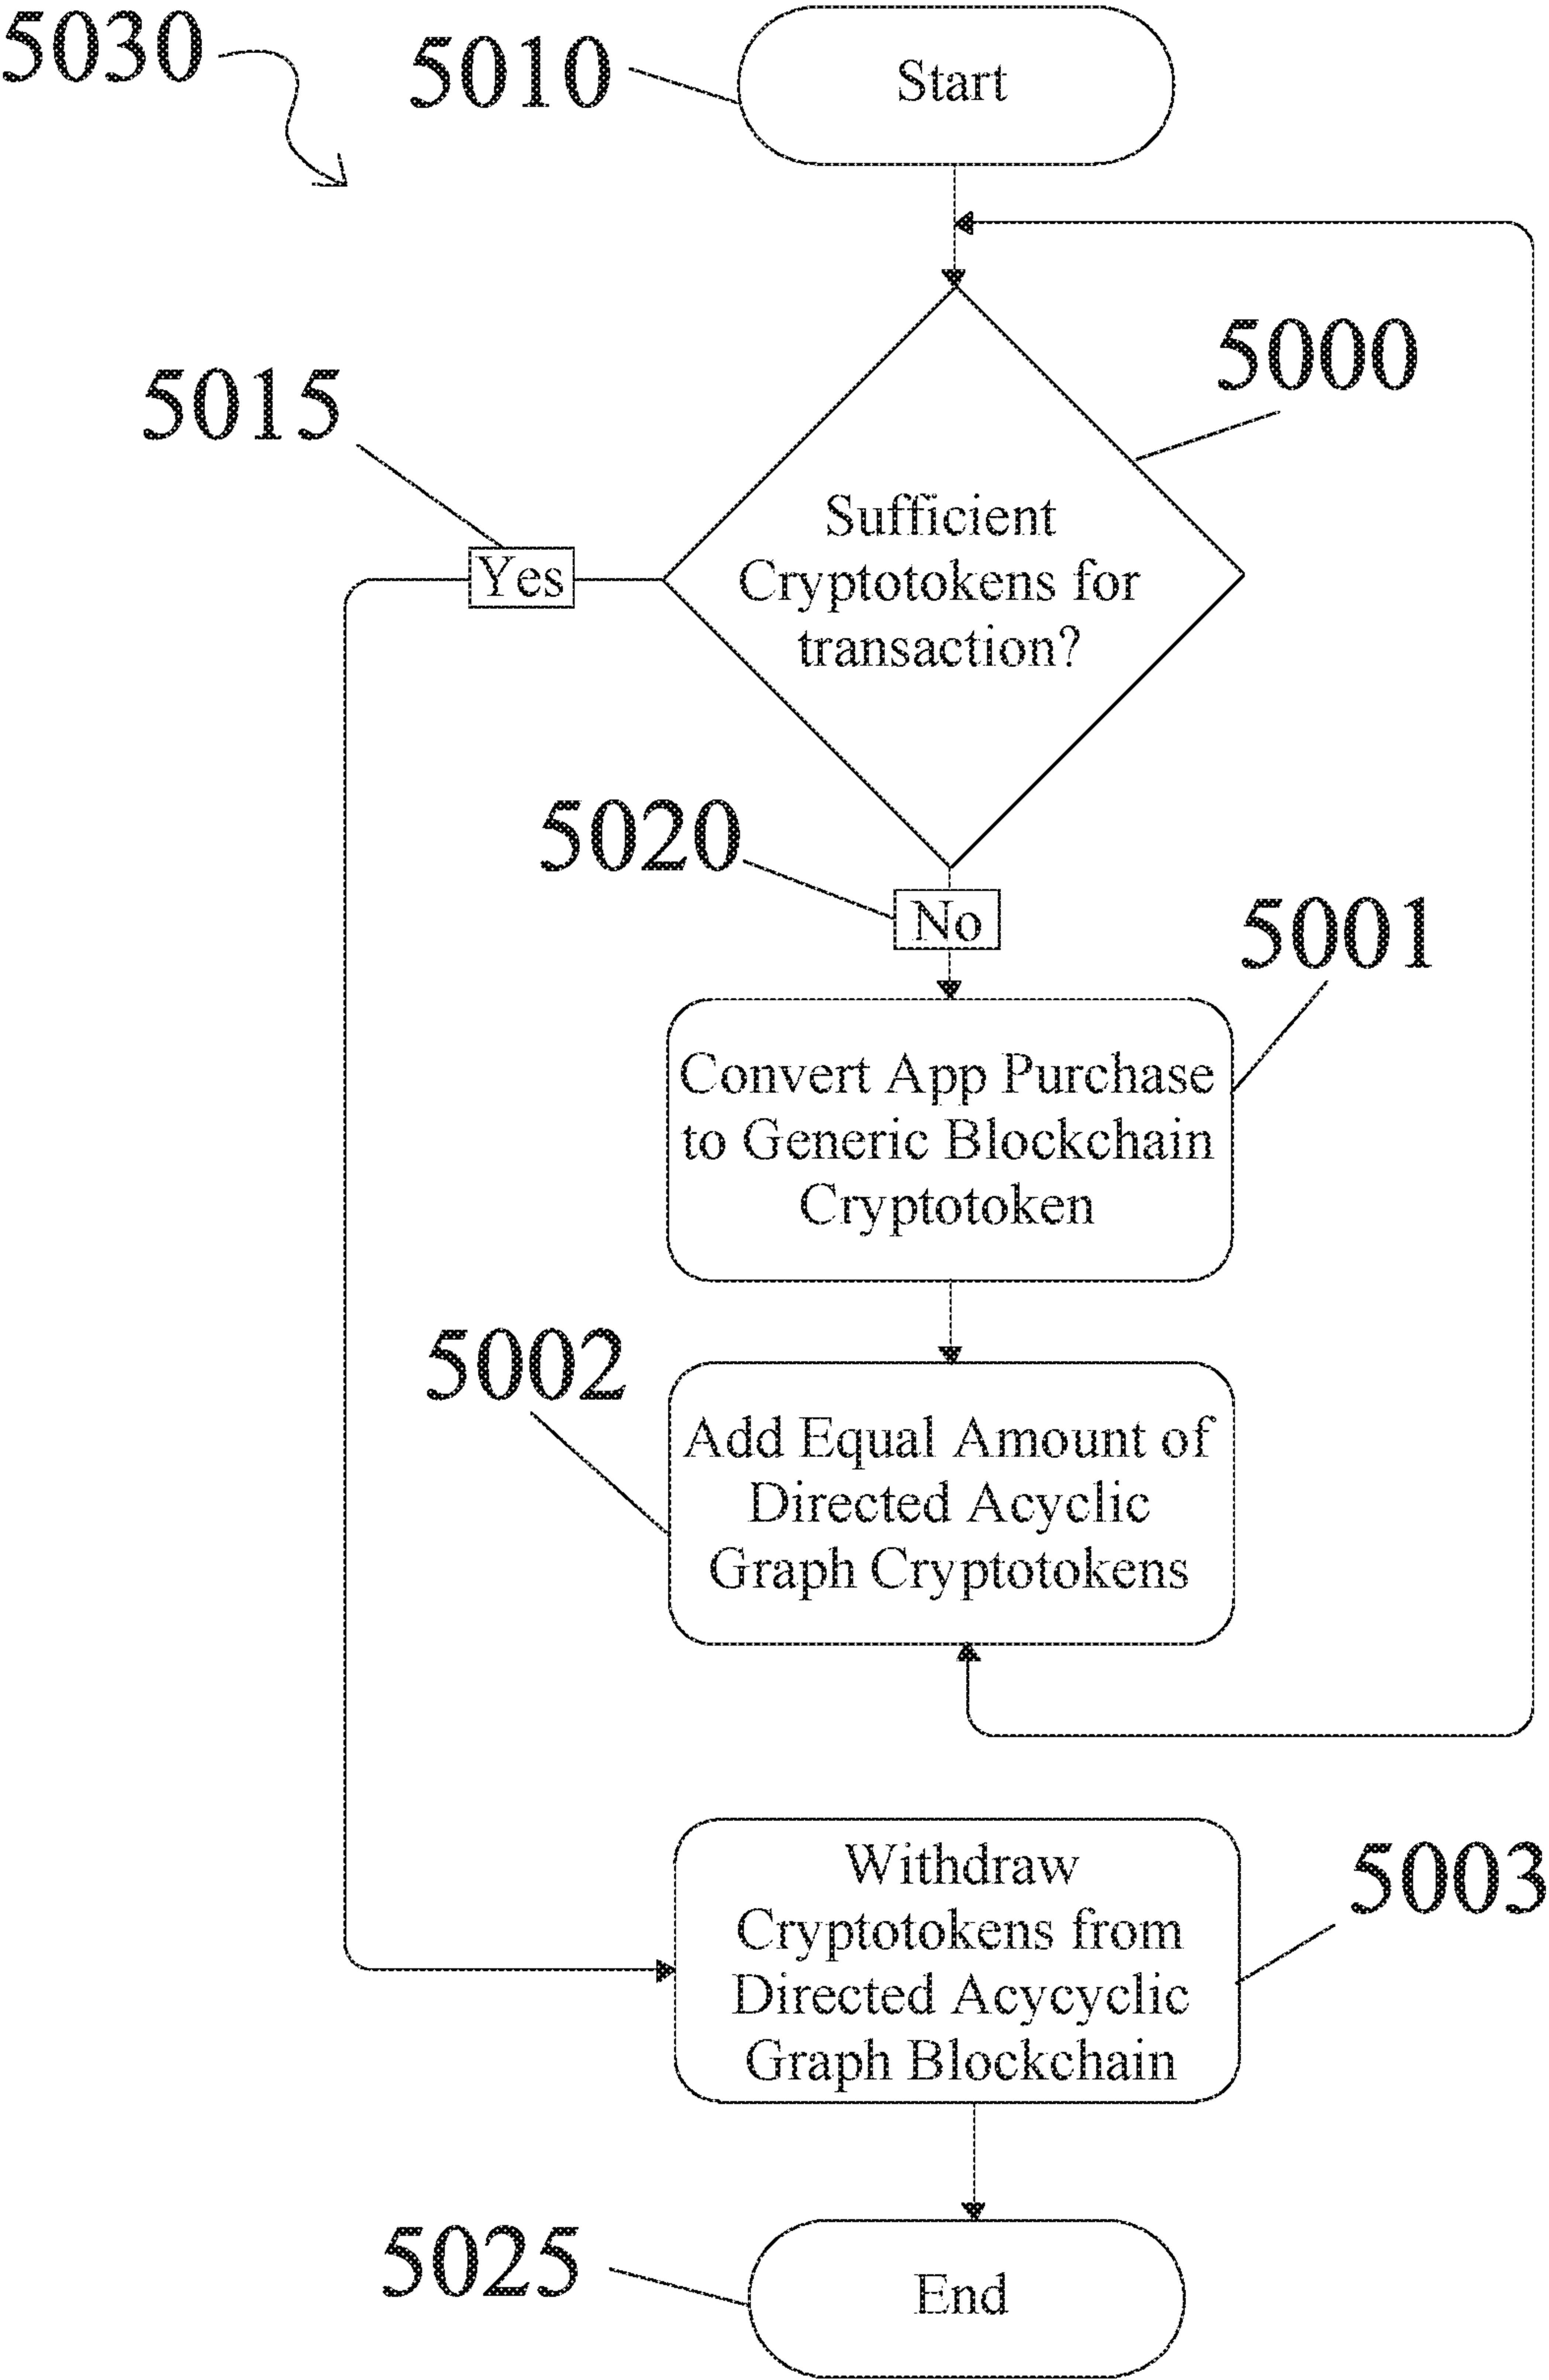 5030
5010
Start
5000
5015
Sufficient
Cryptotokens for
transaction?
Yes
5020
No
5001
Convert App Purchase
to Generic Blockchain
Cryptotoken
5002
Add Equal Amount of
Directed Acyclic
Graph Cryptotokens
5003
Withdraw
Cryptotokens from
Directed Acycyclic
Graph Blockchain
5025
End